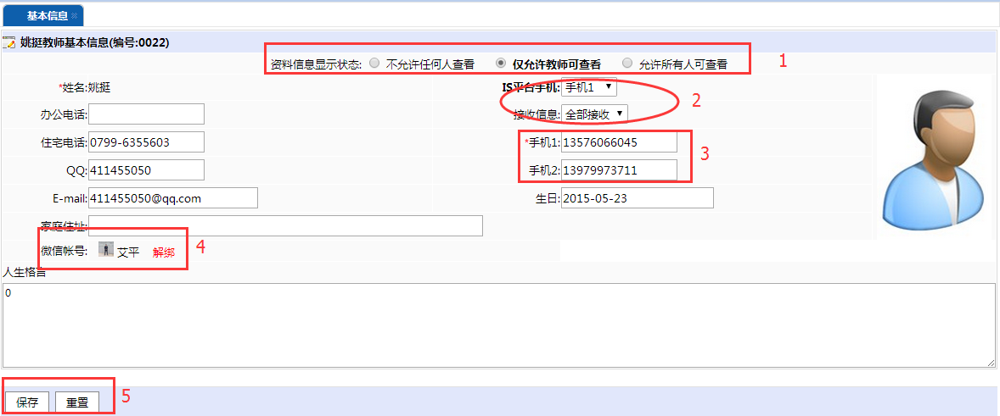 基本信息
姚挺教师基本信息(编号:0022)
资料信息显示状态: 不允许任何人查看 仅允许教师可查看 允许所有人可查看 1
*姓名:姚挺 IS平台手机: 手机1
办公电话: 接收信息: 全部接收 2
住宅电话: 0799-6355603 *手机1: 13576066045
QQ: 411455050 手机2: 13979973711 3
E-mail: 411455050@qq.com 生日: 2015-05-23
家庭住址:
微信帐号: 艾平 解绑 4
人生格言
0
保存 重置 5